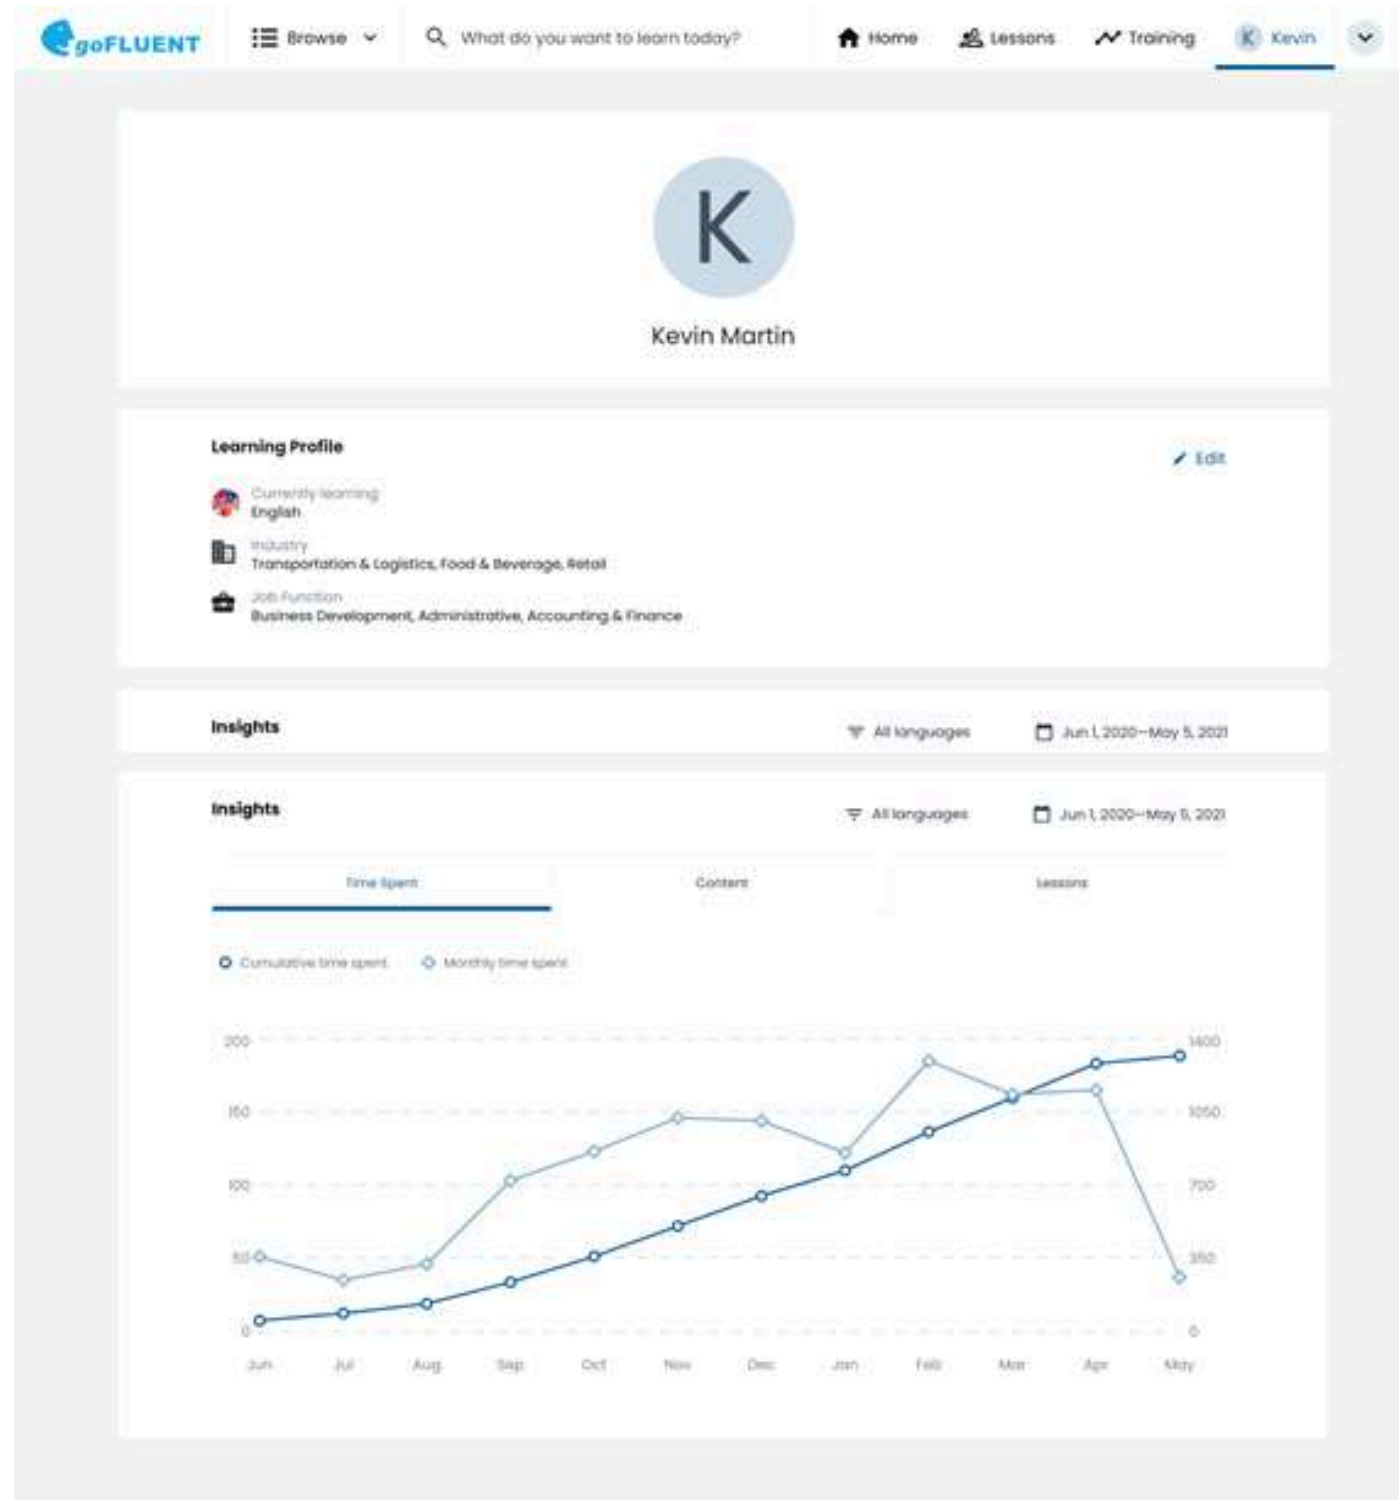 goFLUENT Browse What do you want to learn today? Home Lessons Training K Kevin
K
Kevin Martin
Learning Profile
Edit
Currently learning
English
Industry
Transportation & Logistics, Food & Beverage, Retail
Job Function
Business Development, Administrative, Accounting & Finance
Insights All languages Jun 1, 2020—May 5, 2021
Insights All languages Jun 1, 2020—May 5, 2021
Time Spent Content Lessons
Cumulative time spent Monthly time spent
200 1400
150 1050
100 700
50 350
0 0
Jun Jul Aug Sep Oct Nov Dec Jan Feb Mar Apr May